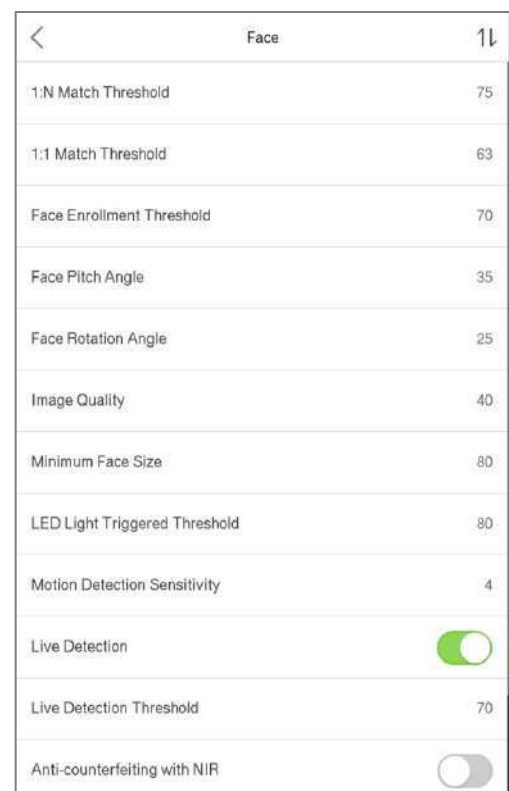 Face
1:N Match Threshold 75
1:1 Match Threshold 63
Face Enrollment Threshold 70
Face Pitch Angle 35
Face Rotation Angle 25
Image Quality 40
Minimum Face Size 80
LED Light Triggered Threshold 80
Motion Detection Sensitivity 4
Live Detection
Live Detection Threshold 70
Anti-counterfeiting with NIR